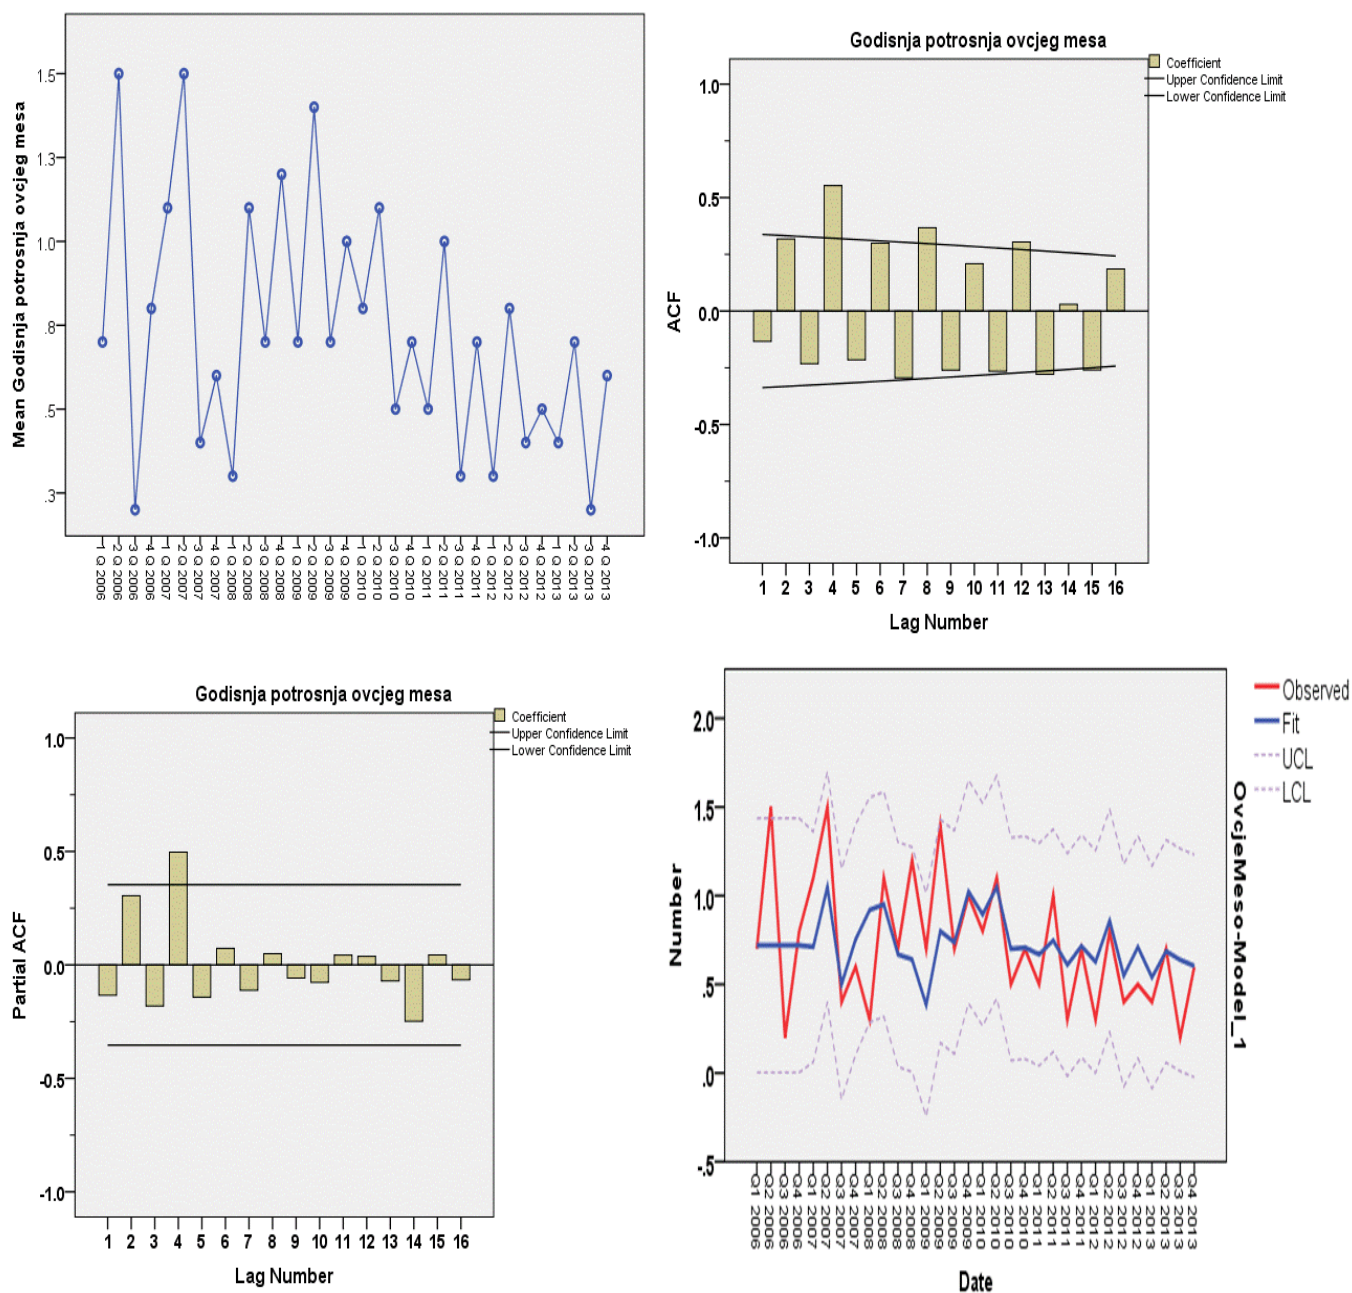 Mean Godisnja potrosnja ovcjeg mesa
1.5
1.3
1.0
.8
.5
.3
1 Q 2006
2 Q 2006
3 Q 2006
4 Q 2006
1 Q 2007
2 Q 2007
3 Q 2007
4 Q 2007
1 Q 2008
2 Q 2008
3 Q 2008
4 Q 2008
1 Q 2009
2 Q 2009
3 Q 2009
4 Q 2009
1 Q 2010
2 Q 2010
3 Q 2010
4 Q 2010
1 Q 2011
2 Q 2011
3 Q 2011
4 Q 2011
1 Q 2012
2 Q 2012
3 Q 2012
4 Q 2012
1 Q 2013
2 Q 2013
3 Q 2013
4 Q 2013
Godisnja potrosnja ovcjeg mesa
Coefficient
Upper Confidence Limit
Lower Confidence Limit
ACF
1.0
0.5
0.0
-0.5
-1.0
1 2 3 4 5 6 7 8 9 10 11 12 13 14 15 16
Lag Number
Godisnja potrosnja ovcjeg mesa
Coefficient
Upper Confidence Limit
Lower Confidence Limit
Partial ACF
1.0
0.5
0.0
-0.5
-1.0
1 2 3 4 5 6 7 8 9 10 11 12 13 14 15 16
Lag Number
Observed
Fit
UCL
LCL
OvcjeMeso-Model_1
Number
2.0
1.5
1.0
.5
.0
-.5
Q1 2006
Q2 2006
Q3 2006
Q4 2006
Q1 2007
Q2 2007
Q3 2007
Q4 2007
Q1 2008
Q2 2008
Q3 2008
Q4 2008
Q1 2009
Q2 2009
Q3 2009
Q4 2009
Q1 2010
Q2 2010
Q3 2010
Q4 2010
Q1 2011
Q2 2011
Q3 2011
Q4 2011
Q1 2012
Q2 2012
Q3 2012
Q4 2012
Q1 2013
Q2 2013
Q3 2013
Q4 2013
Date